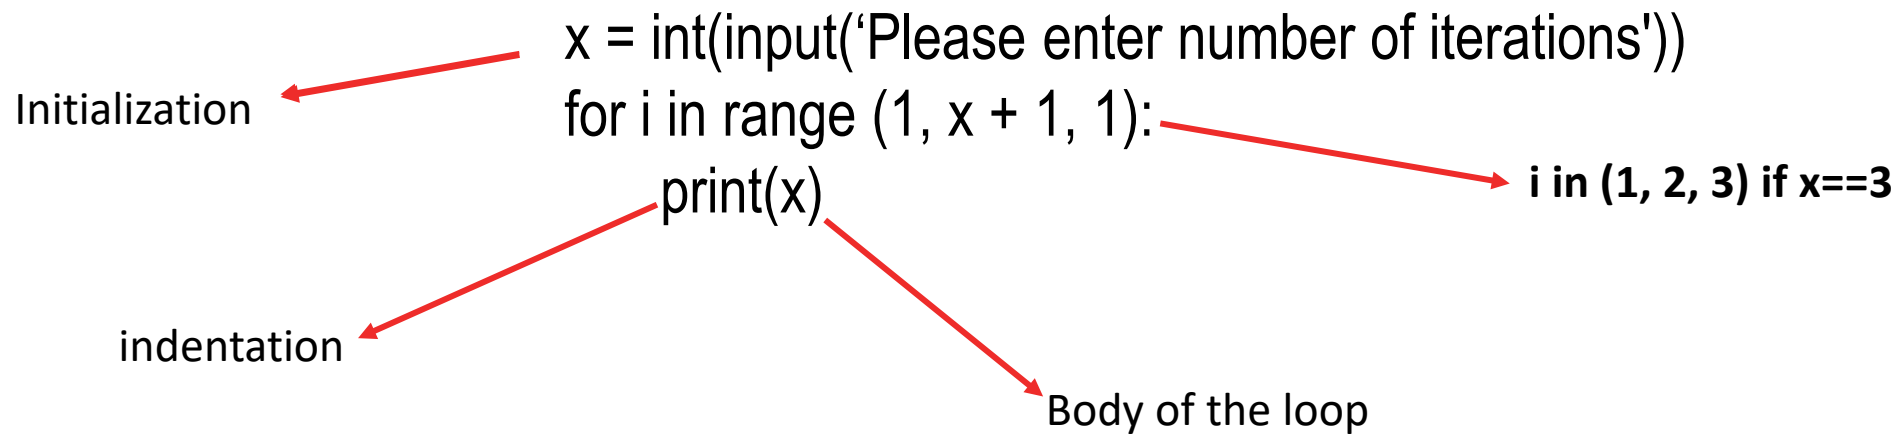 x = int(input(‘Please enter number of iterations'))
Initialization
for i in range (1, x + 1, 1):
i in (1, 2, 3) if x==3
print(x)
indentation
Body of the loop